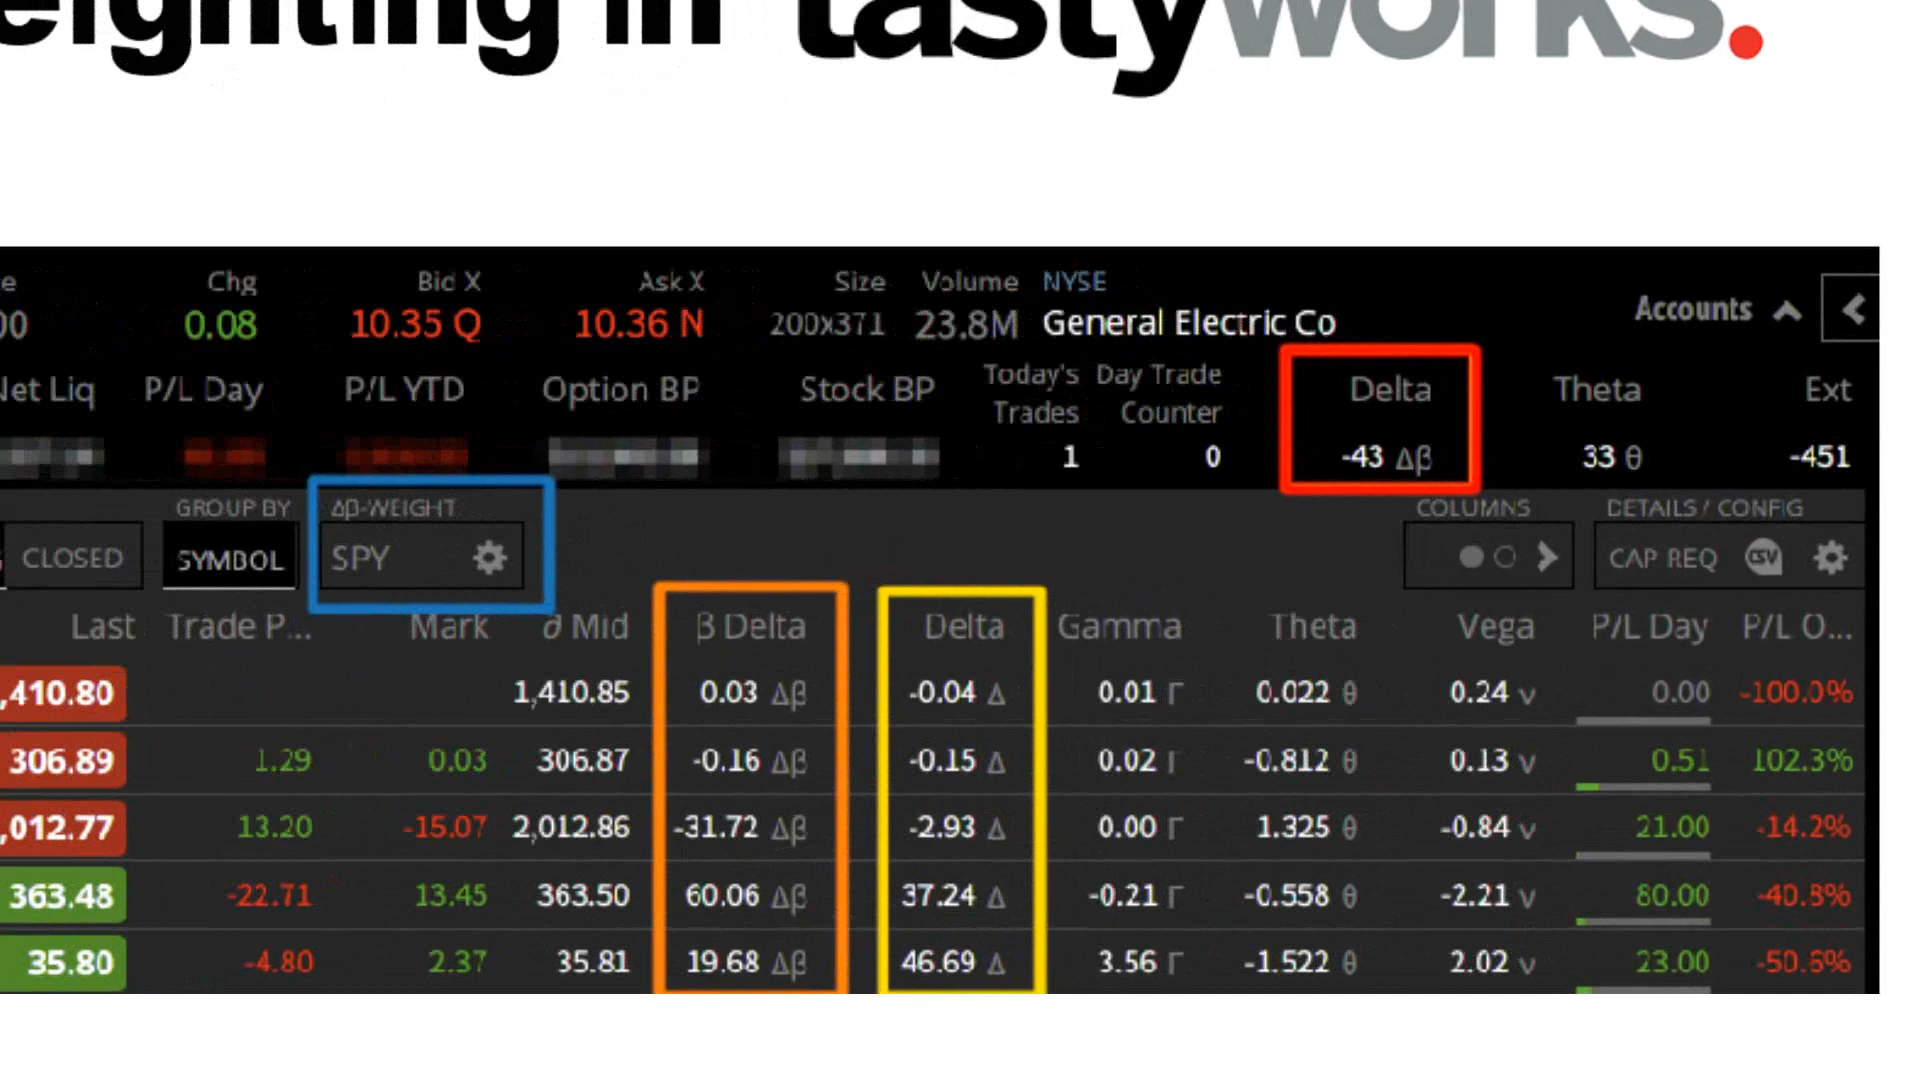 eighting in tastyworks.
e Chg Bid X Ask X Size Volume NYSE
00 0.08 10.35 Q 10.36 N 200x371 23.8M General Electric Co Accounts
Net Liq P/L Day P/L YTD Option BP Stock BP Today's Trades Day Trade Counter Delta Theta Ext
1 0 -43 Δβ 33 θ -451
GROUP BY Δβ-WEIGHT COLUMNS DETAILS / CONFIG
CLOSED SYMBOL SPY CAP REQ CSV
Last Trade P... Mark ∂ Mid β Delta Delta Gamma Theta Vega P/L Day P/L O...
,410.80 1,410.85 0.03 Δβ -0.04 Δ 0.01 Γ 0.022 θ 0.24 ν 0.00 -100.0%
306.89 1.29 0.03 306.87 -0.16 Δβ -0.15 Δ 0.02 Γ -0.812 θ 0.13 ν 0.51 102.3%
,012.77 13.20 -15.07 2,012.86 -31.72 Δβ -2.93 Δ 0.00 Γ 1.325 θ -0.84 ν 21.00 -14.2%
363.48 -22.71 13.45 363.50 60.06 Δβ 37.24 Δ -0.21 Γ -0.558 θ -2.21 ν 80.00 -40.8%
35.80 -4.80 2.37 35.81 19.68 Δβ 46.69 Δ 3.56 Γ -1.522 θ 2.02 ν 23.00 -50.6%